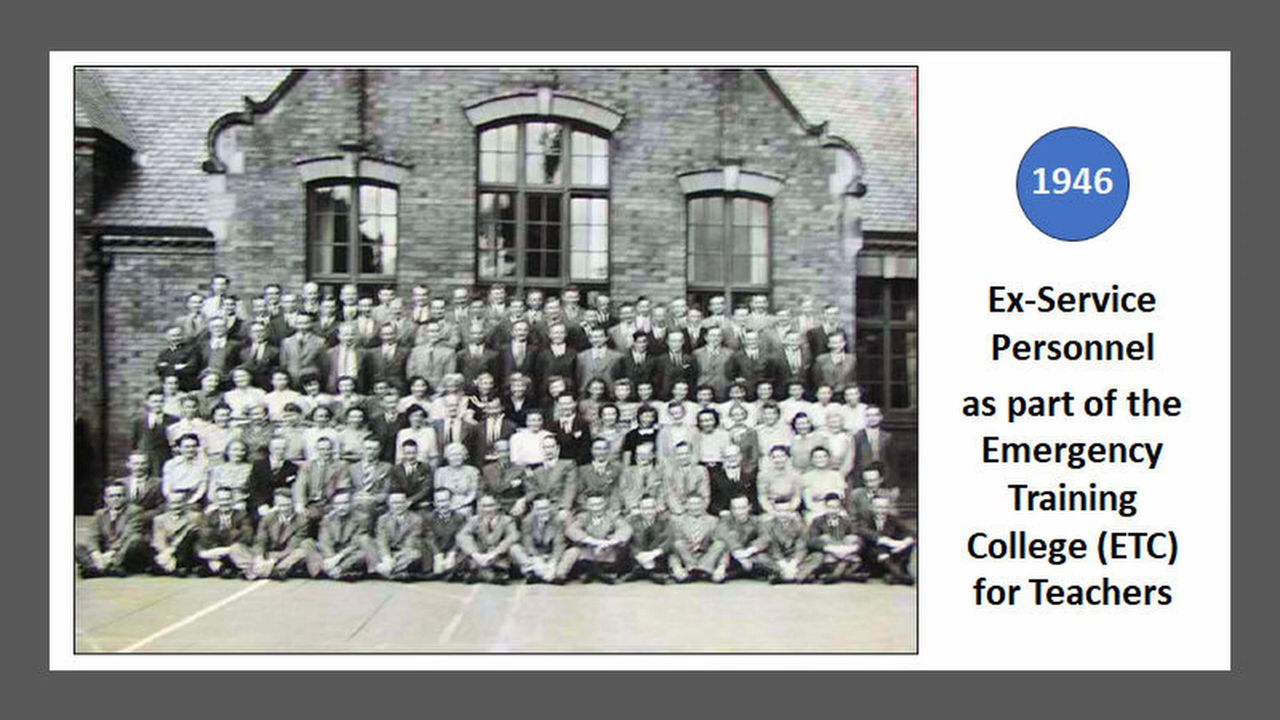 1946
Ex-Service
Personnel
as part of the
Emergency
Training
College (ETC)
for Teachers